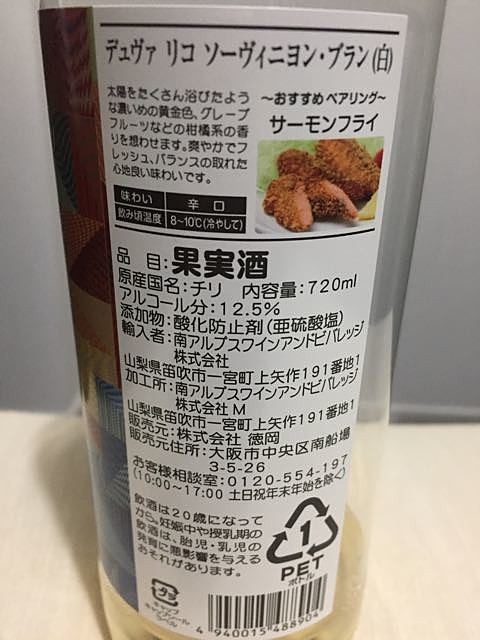 デュヴァ リコ ソーヴィニヨン・ブラン(白)
太陽をたくさん浴びたよう
な濃いめの黄金色、グレープ
フルーツなどの柑橘系の香
りを想わせます。爽やかでフ
レッシュ、バランスの取れた
心地良い味わいです。
味わい 辛口
飲み頃温度 8~10℃(冷やして)
~おすすめペアリング~
サーモンフライ
品 目:果実酒
原産国名:チリ 内容量:720ml
アルコール分:12.5%
添加物:酸化防止剤(亜硫酸塩)
輸入者:南アルプスワインアンドビバレッジ
株式会社
山梨県笛吹市一宮町上矢作191番地1
加工所:南アルプスワインアンドビバレッジ
株式会社 M
山梨県笛吹市一宮町上矢作191番地1
販売元:株式会社 徳岡
販売元住所:大阪市中央区南船場
3-5-26
お客様相談室:0120-554-197
(10:00~17:00 土日祝年末年始を除く)
飲酒は20歳になって
から。妊娠中や授乳期の
飲酒は、胎児・乳児の
発育に悪影響を与える
おそれがあります。
1
PET
ボトル
プラ
キャップ
キャップシール
ラベル
4 940015 488904